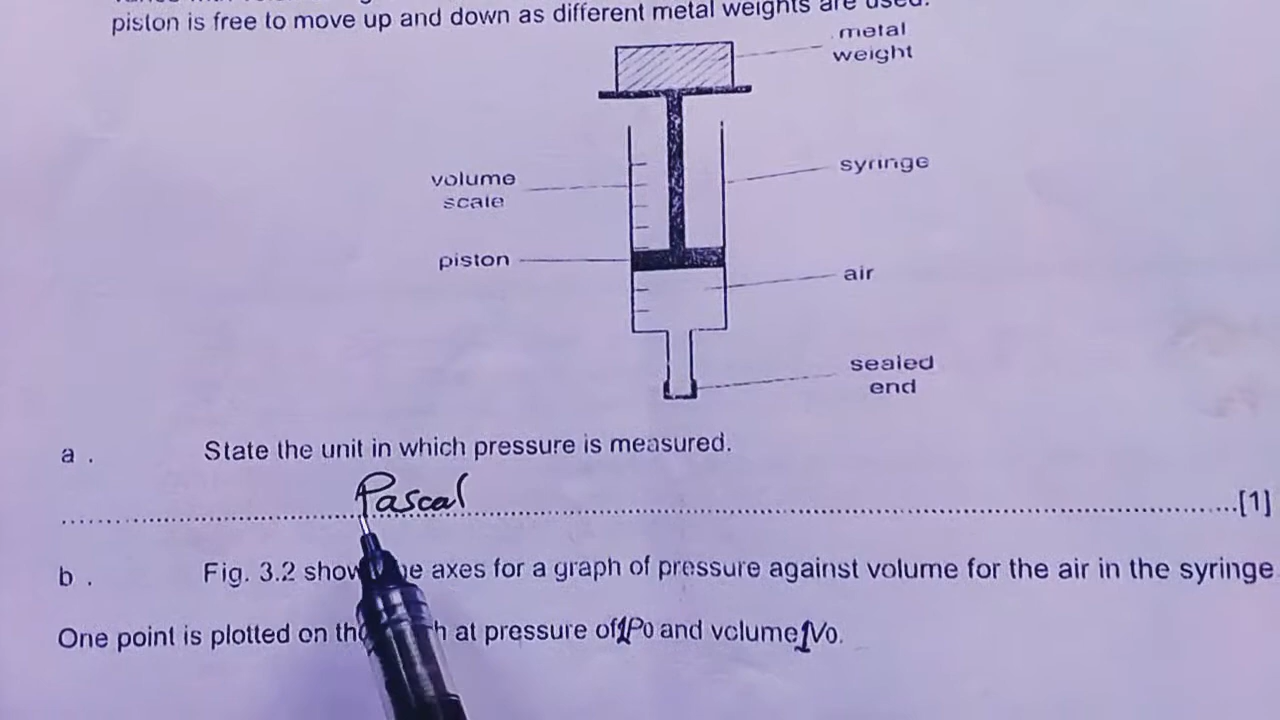 piston is free to move up and down as different metal weights are used.
metal
weight
volume
scale
syringe
piston
air
sealed
end
a . State the unit in which pressure is measured.
Pascal
[1]
b . Fig. 3.2 axes for a graph of pressure against volume for the air in the syringe
One point is plotted on at pressure of 1P0 and volume 1V0.